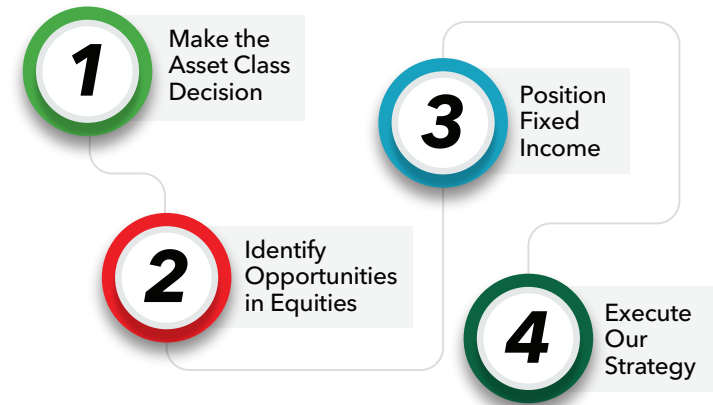 1
Make the
Asset Class
Decision
2
Identify
Opportunities
in Equities
3
Position
Fixed
Income
4
Execute
Our
Strategy